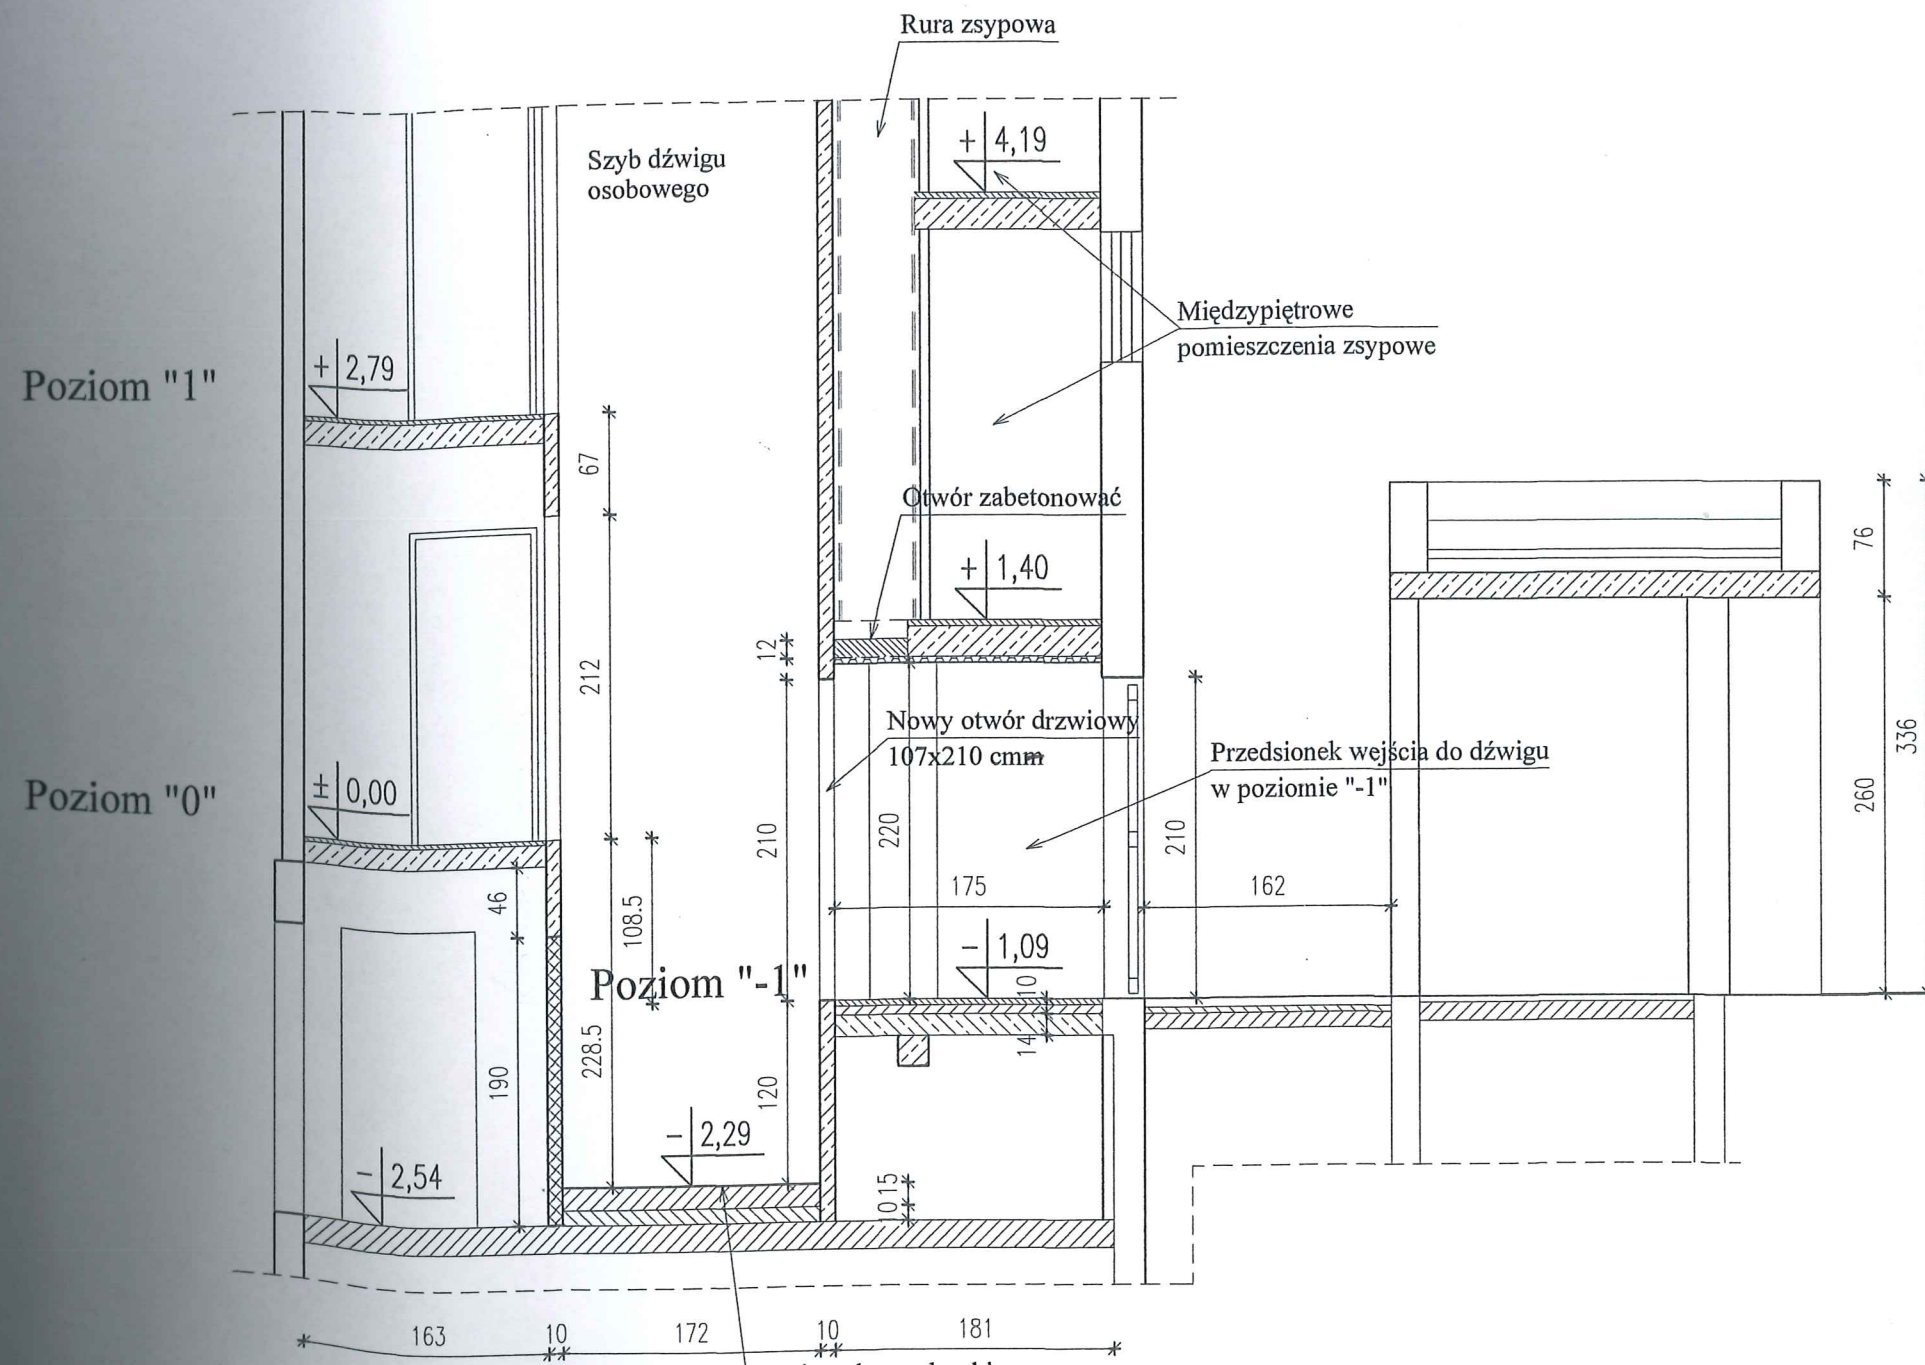 Rura zsypowa
Szyb dźwigu
osobowego
+ 4,19
Międzypiętrowe
pomieszczenia zsypowe
Poziom "1"
+ 2,79
67
Otwór zabetonować
+ 1,40
76
12
212
336
Nowy otwór drzwiowy
107x210 cmm
Przedsionek wejścia do dźwigu
w poziomie "-1"
Poziom "0"
± 0,00
260
210
220
210
46
108.5
175
162
- 1,09
Poziom "-1"
10
14
228.5
190
120
- 2,29
- 2,54
15
10
163
10
172
10
181